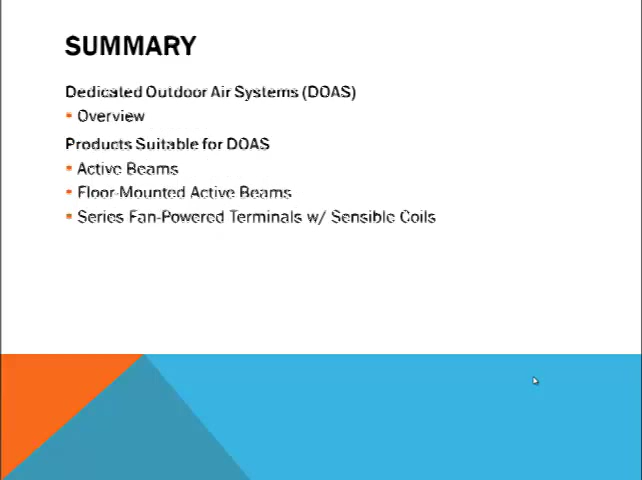 SUMMARY
Dedicated Outdoor Air Systems (DOAS)
Overview
Products Suitable for DOAS
Active Beams
Floor-Mounted Active Beams
Series Fan-Powered Terminals w/ Sensible Coils